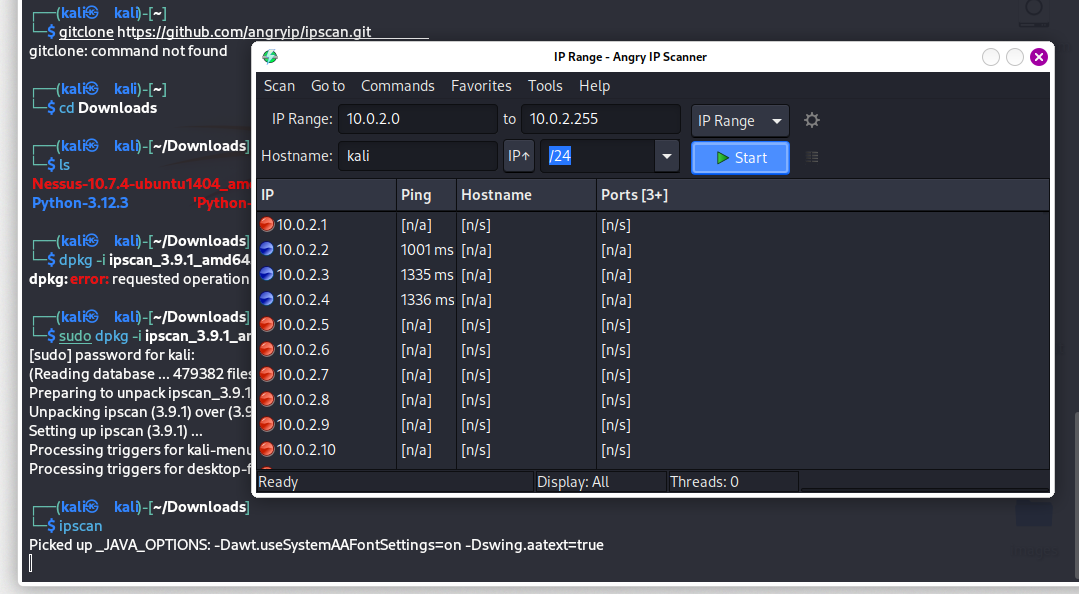 ┌──(kali㉿kali)-[~]
└─$ gitclone https://github.com/angryip/ipscan.git
gitclone: command not found
┌──(kali㉿kali)-[~]
└─$ cd Downloads
┌──(kali㉿kali)-[~/Downloads]
└─$ ls
Nessus-10.7.4-ubuntu1404_am
Python-3.12.3 'Python-
┌──(kali㉿kali)-[~/Downloads]
└─$ dpkg -i ipscan_3.9.1_amd64
dpkg: error: requested operation
┌──(kali㉿kali)-[~/Downloads]
└─$ sudo dpkg -i ipscan_3.9.1_am
[sudo] password for kali:
(Reading database ... 479382 files
Preparing to unpack ipscan_3.9.1
Unpacking ipscan (3.9.1) over (3.9
Setting up ipscan (3.9.1) ...
Processing triggers for kali-menu
Processing triggers for desktop-f
┌──(kali㉿kali)-[~/Downloads]
└─$ ipscan
Picked up _JAVA_OPTIONS: -Dawt.useSystemAAFontSettings=on -Dswing.aatext=true
IP Range - Angry IP Scanner
Scan Go to Commands Favorites Tools Help
IP Range: 10.0.2.0 to 10.0.2.255 IP Range
Hostname: kali IP↑ /24 Start
IP Ping Hostname Ports [3+]
10.0.2.1 [n/a] [n/s] [n/s]
10.0.2.2 1001 ms [n/a] [n/a]
10.0.2.3 1335 ms [n/a] [n/a]
10.0.2.4 1336 ms [n/a] [n/a]
10.0.2.5 [n/a] [n/s] [n/s]
10.0.2.6 [n/a] [n/s] [n/s]
10.0.2.7 [n/a] [n/s] [n/s]
10.0.2.8 [n/a] [n/s] [n/s]
10.0.2.9 [n/a] [n/s] [n/s]
10.0.2.10 [n/a] [n/s] [n/s]
Ready Display: All Threads: 0